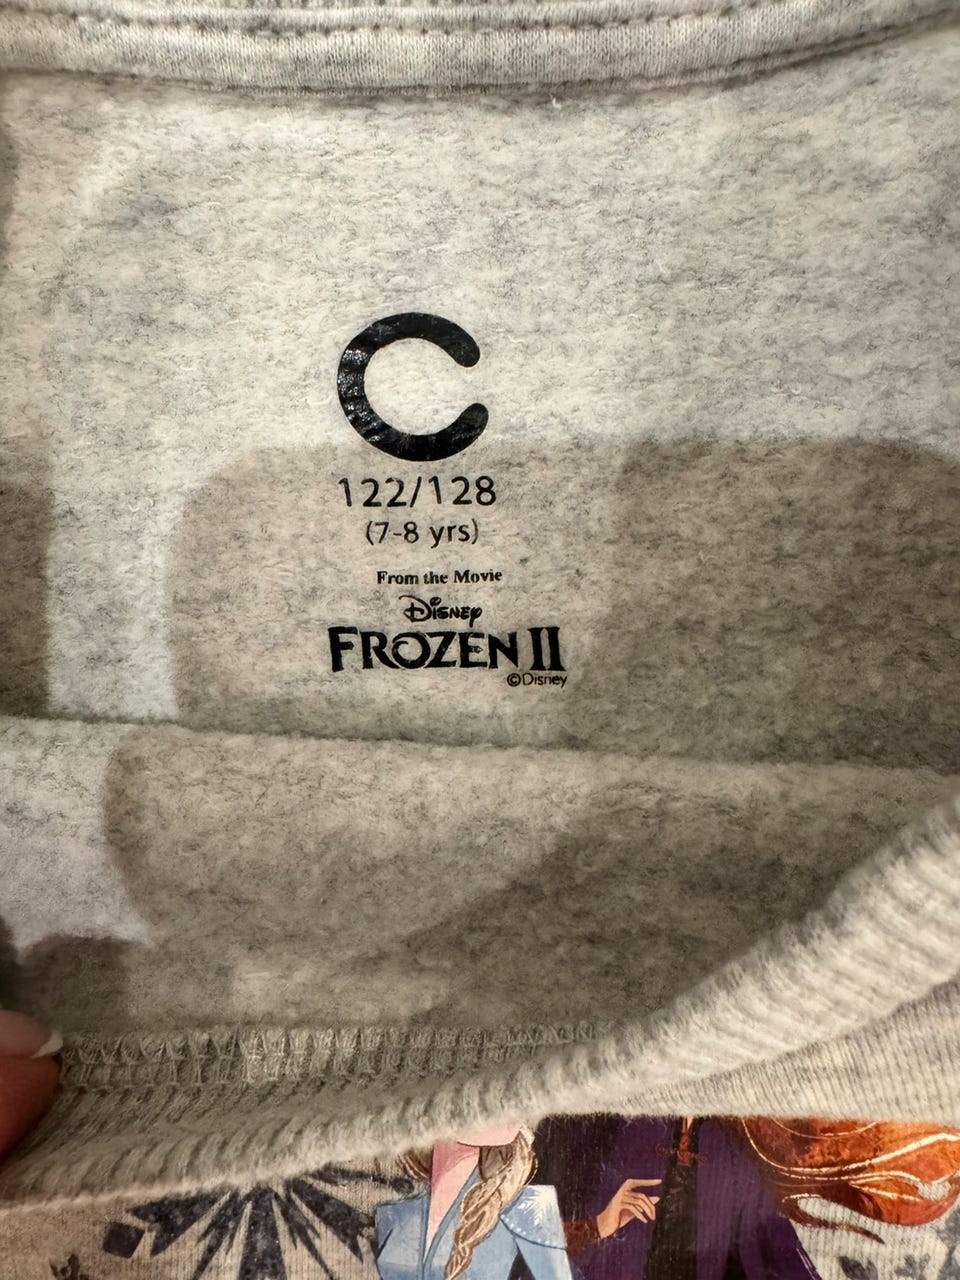 C
122/128
(7-8 yrs)
From the Movie
Disney
FROZEN II
©Disney